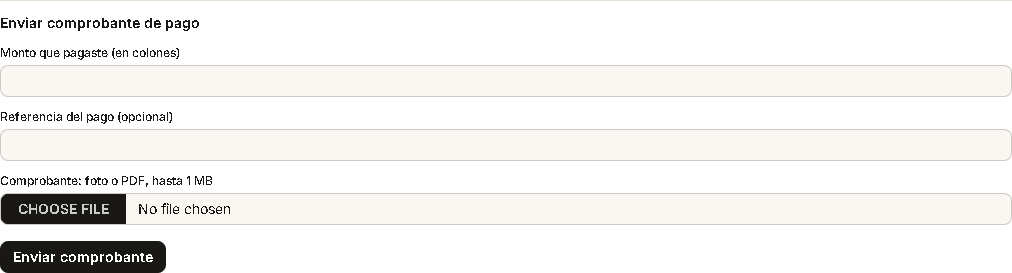 Enviar comprobante de pago
Monto que pagaste (en colones)
Referencia del pago (opcional)
Comprobante: foto o PDF, hasta 1 MB
CHOOSE FILE No file chosen
Enviar comprobante